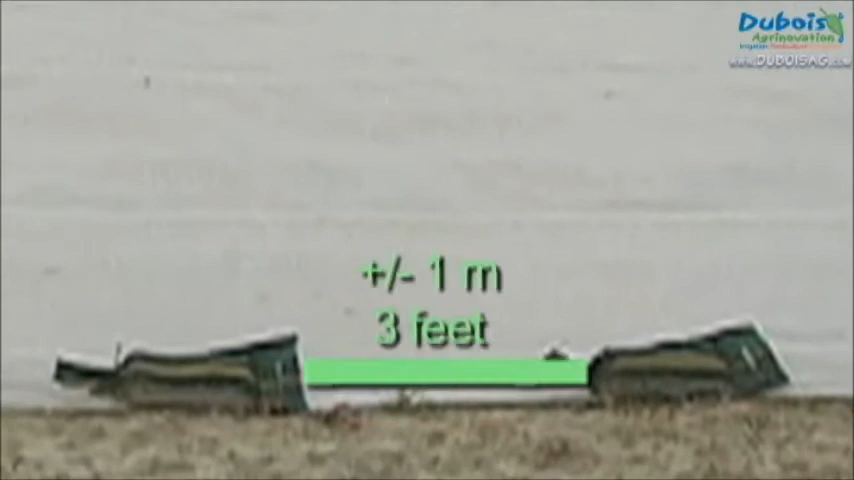 Dubois
Agrinovation
www.DUBOISAG.com
+/- 1 m
3 feet